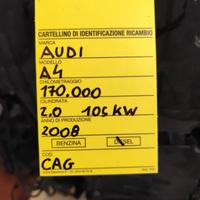 CARTELLINO DI IDENTIFICAZIONE RICAMBIO
MARCA
AUDI
MODELLO
A4
CHILOMETRAGGIO
170.000
CILINDRATA
2.0 105 KW
ANNO DI PRODUZIONE
2008
BENZINA DIESEL
COD.
CAG